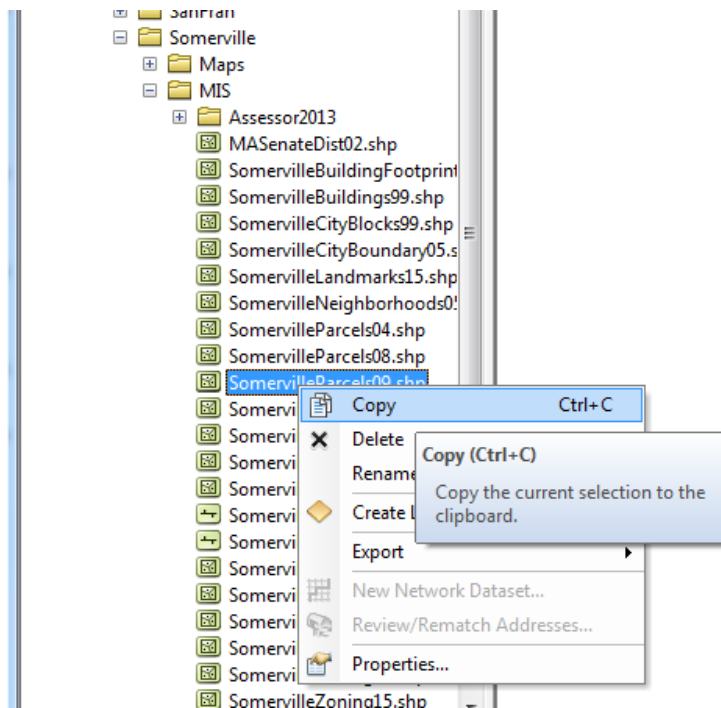 SanFran
Somerville
Maps
MIS
Assessor2013
MASenateDist02.shp
SomervilleBuildingFootprint
SomervilleBuildings99.shp
SomervilleCityBlocks99.shp
SomervilleCityBoundary05.s
SomervilleLandmarks15.shp
SomervilleNeighborhoods05
SomervilleParcels04.shp
SomervilleParcels08.shp
SomervilleParcels09.shp
Somervi Copy Ctrl+C
Somervi Delete
Copy (Ctrl+C)
Somervi Rename
Copy the current selection to the
Somervi
Somervi Create L clipboard.
Somervi Export
Somervi
Somervi New Network Dataset...
Somervi Review/Rematch Addresses...
Somervi
Somervi Properties...
SomervilleZoning15.shp